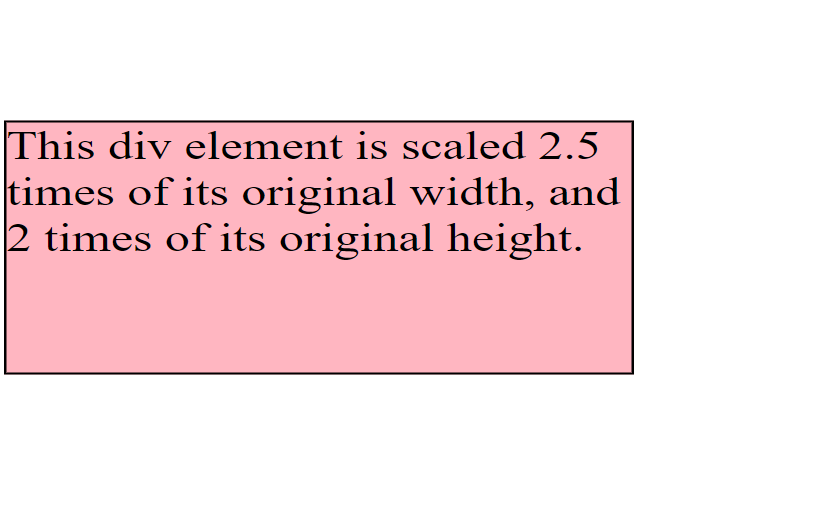 This div element is scaled 2.5
times of its original width, and
2 times of its original height.